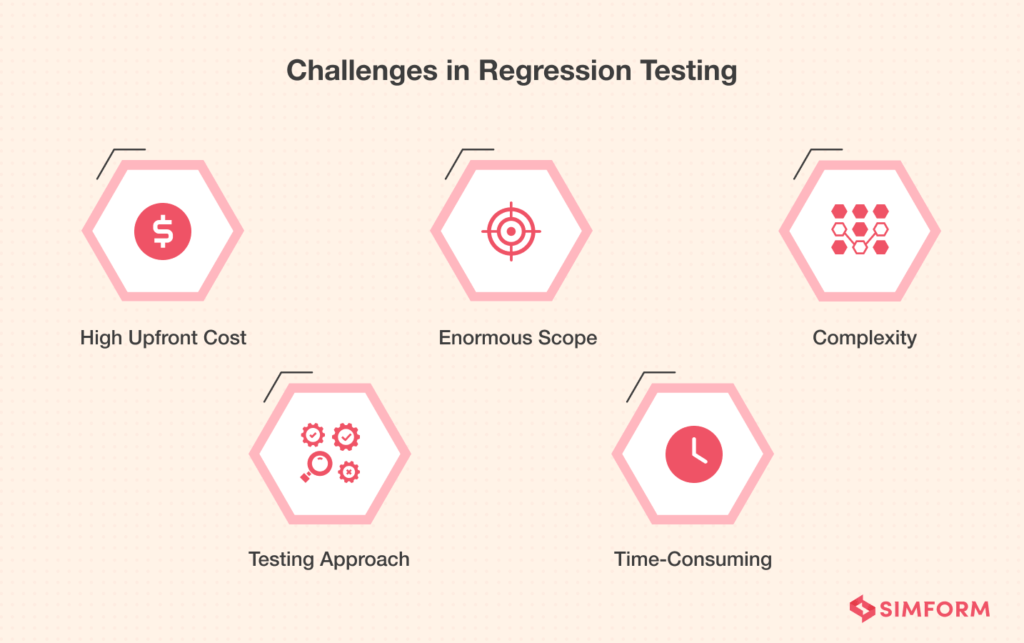 Challenges in Regression Testing
High Upfront Cost
Enormous Scope
Complexity
Testing Approach
Time-Consuming
SIMFORM